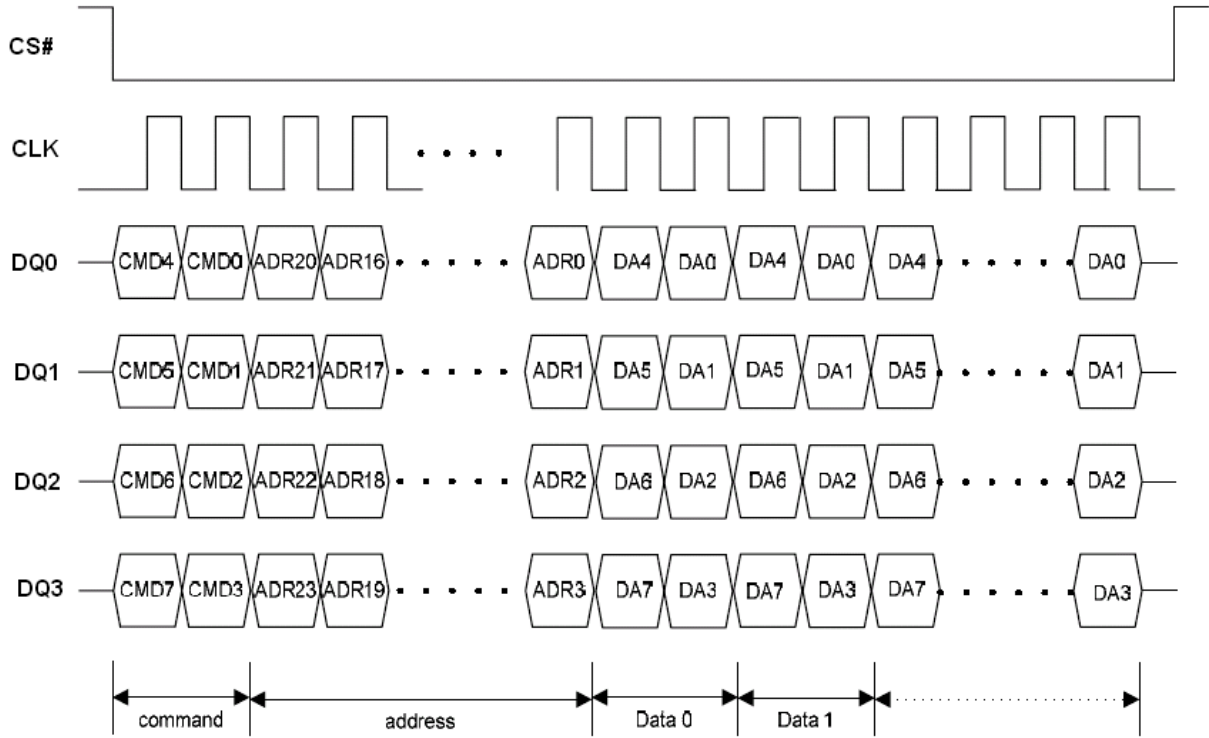 CS#
CLK
DQ0 CMD4 CMD0 ADR20 ADR16 ADR0 DA4 DA0 DA4 DA0 DA4 DA0
DQ1 CMD5 CMD1 ADR21 ADR17 ADR1 DA5 DA1 DA5 DA1 DA5 DA1
DQ2 CMD6 CMD2 ADR22 ADR18 ADR2 DA6 DA2 DA6 DA2 DA6 DA2
DQ3 CMD7 CMD3 ADR23 ADR19 ADR3 DA7 DA3 DA7 DA3 DA7 DA3
command address Data 0 Data 1